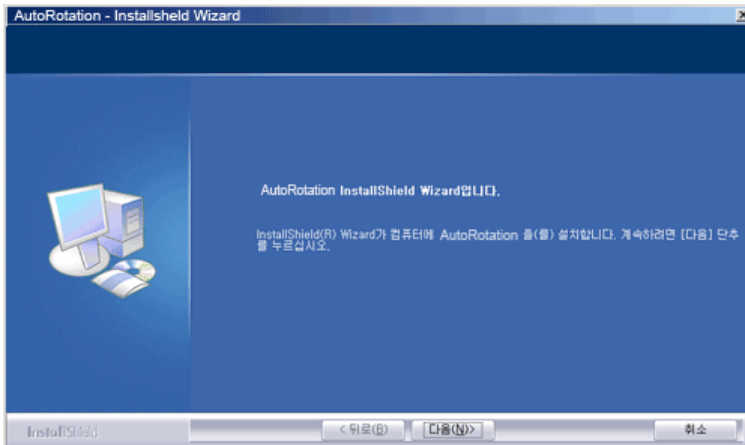 AutoRotation - Installsheld Wizard
AutoRotation InstallShield Wizard입니다.
InstallShield(R) Wizard가 컴퓨터에 AutoRotation 을(를) 설치합니다. 계속하려면 [다음] 단추
를 누르십시오.
InstallShield
< 뒤로(B)
다음(N)>
취소